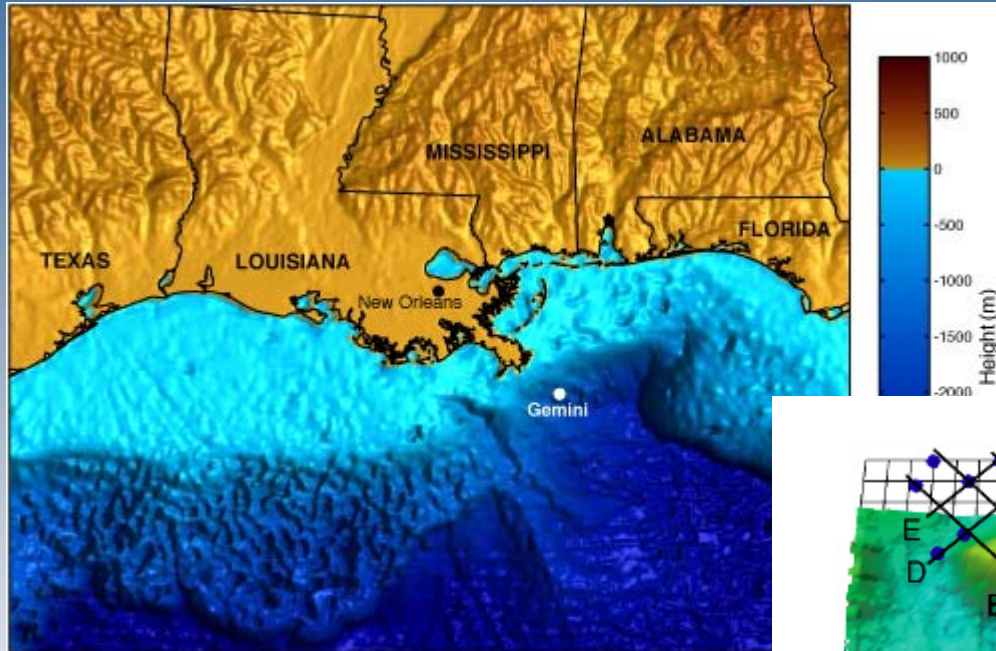 MISSISSIPPI
ALABAMA
FLORIDA
TEXAS
LOUISIANA
New Orleans
Gemini
1000
500
0
-500
-1000
-1500
-2000
Height (m)
E
D